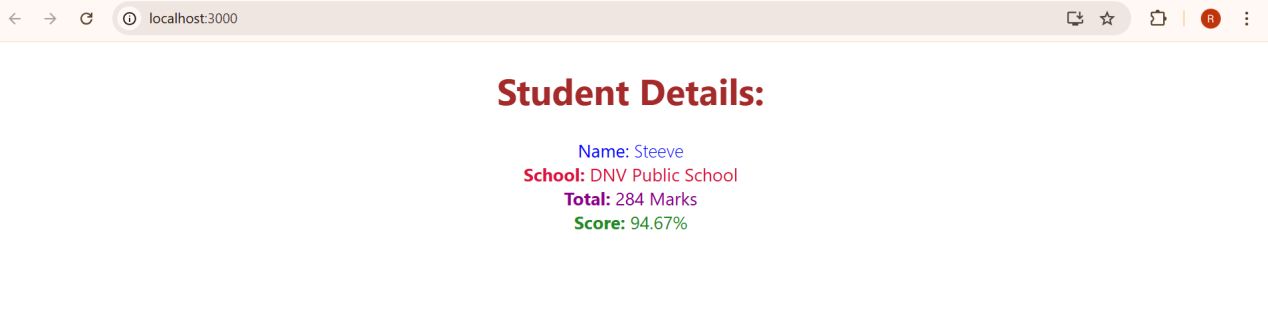 localhost:3000
R
Student Details:
Name: Steeve
School: DNV Public School
Total: 284 Marks
Score: 94.67%